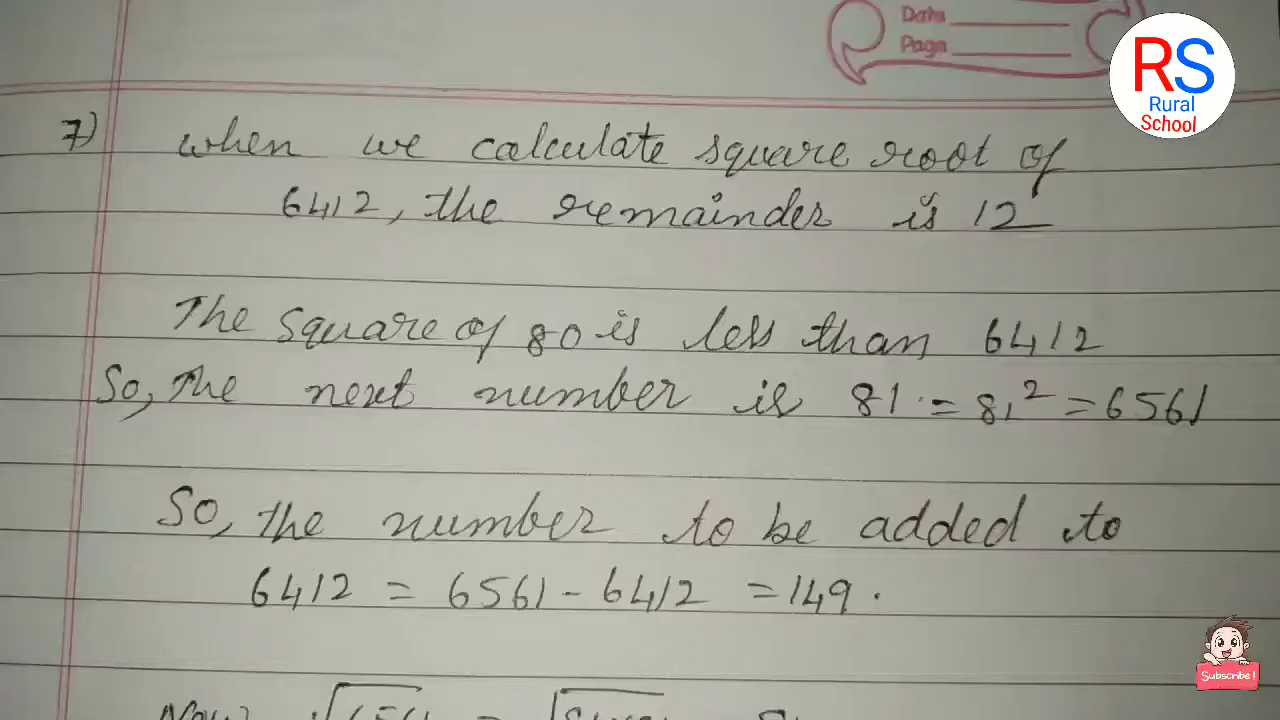 Date
Page
RS
Rural
School
7) when we calculate square root of
6412, the remainder is 12
The square of 80 is less than 6412
So, the next number is 81 = 81² = 6561
So, the number to be added to
6412 = 6561 - 6412 = 149.
Subscribe!